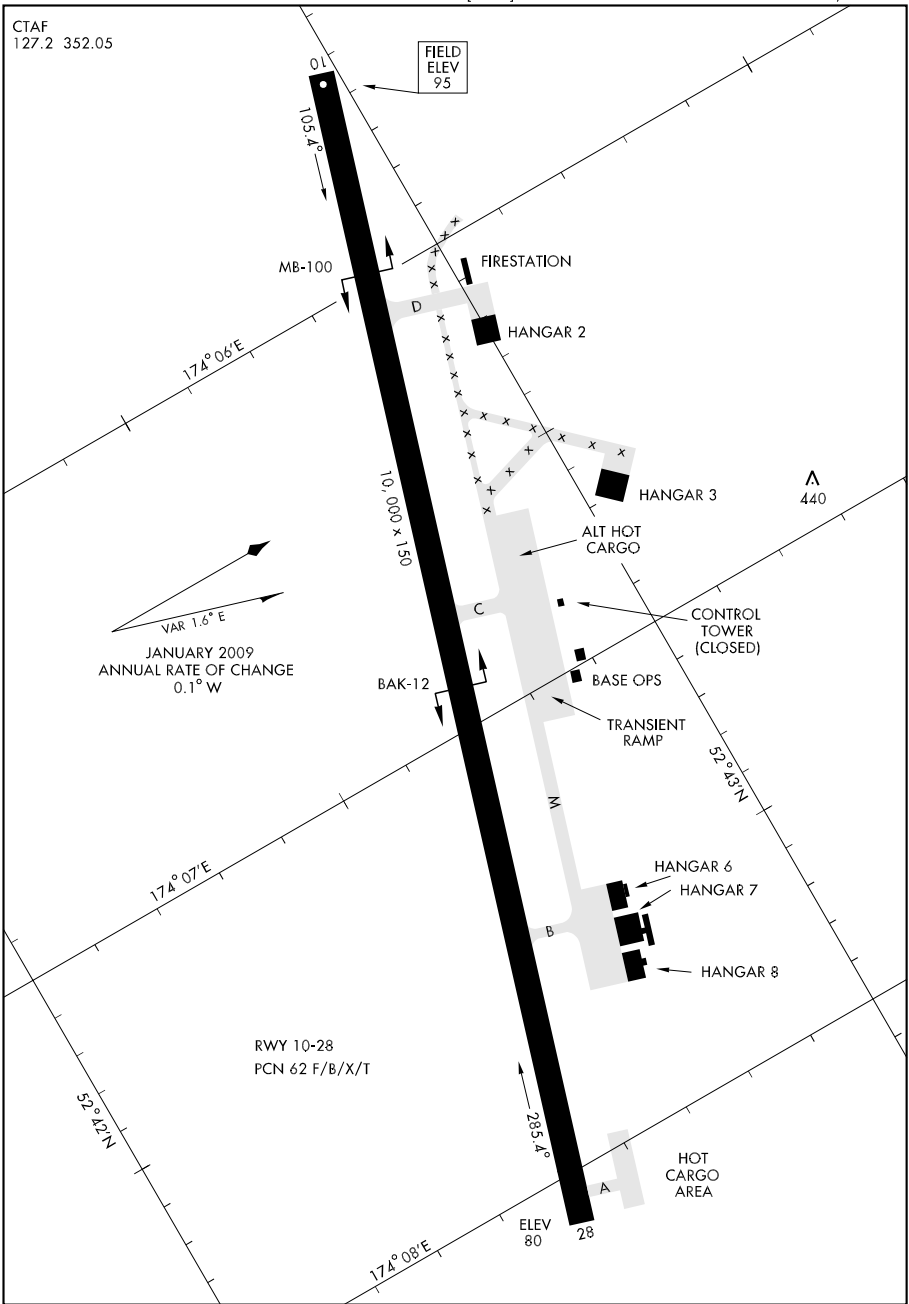 CTAF
127.2 352.05
FIELD
ELEV
95
10
105.4°
MB-100
FIRESTATION
D
HANGAR 2
174°06'E
x x x x x x x x x x x x x x x x x x x x x x x
HANGAR 3
440
10,000 x 150
ALT HOT
CARGO
VAR 1.6° E
JANUARY 2009
ANNUAL RATE OF CHANGE
0.1° W
C
CONTROL
TOWER
(CLOSED)
BAK-12
BASE OPS
TRANSIENT
RAMP
52°43'N
M
174°07'E
HANGAR 6
HANGAR 7
B
HANGAR 8
RWY 10-28
PCN 62 F/B/X/T
52°42'N
285.4°
HOT
CARGO
AREA
A
ELEV
80
28
174°08'E